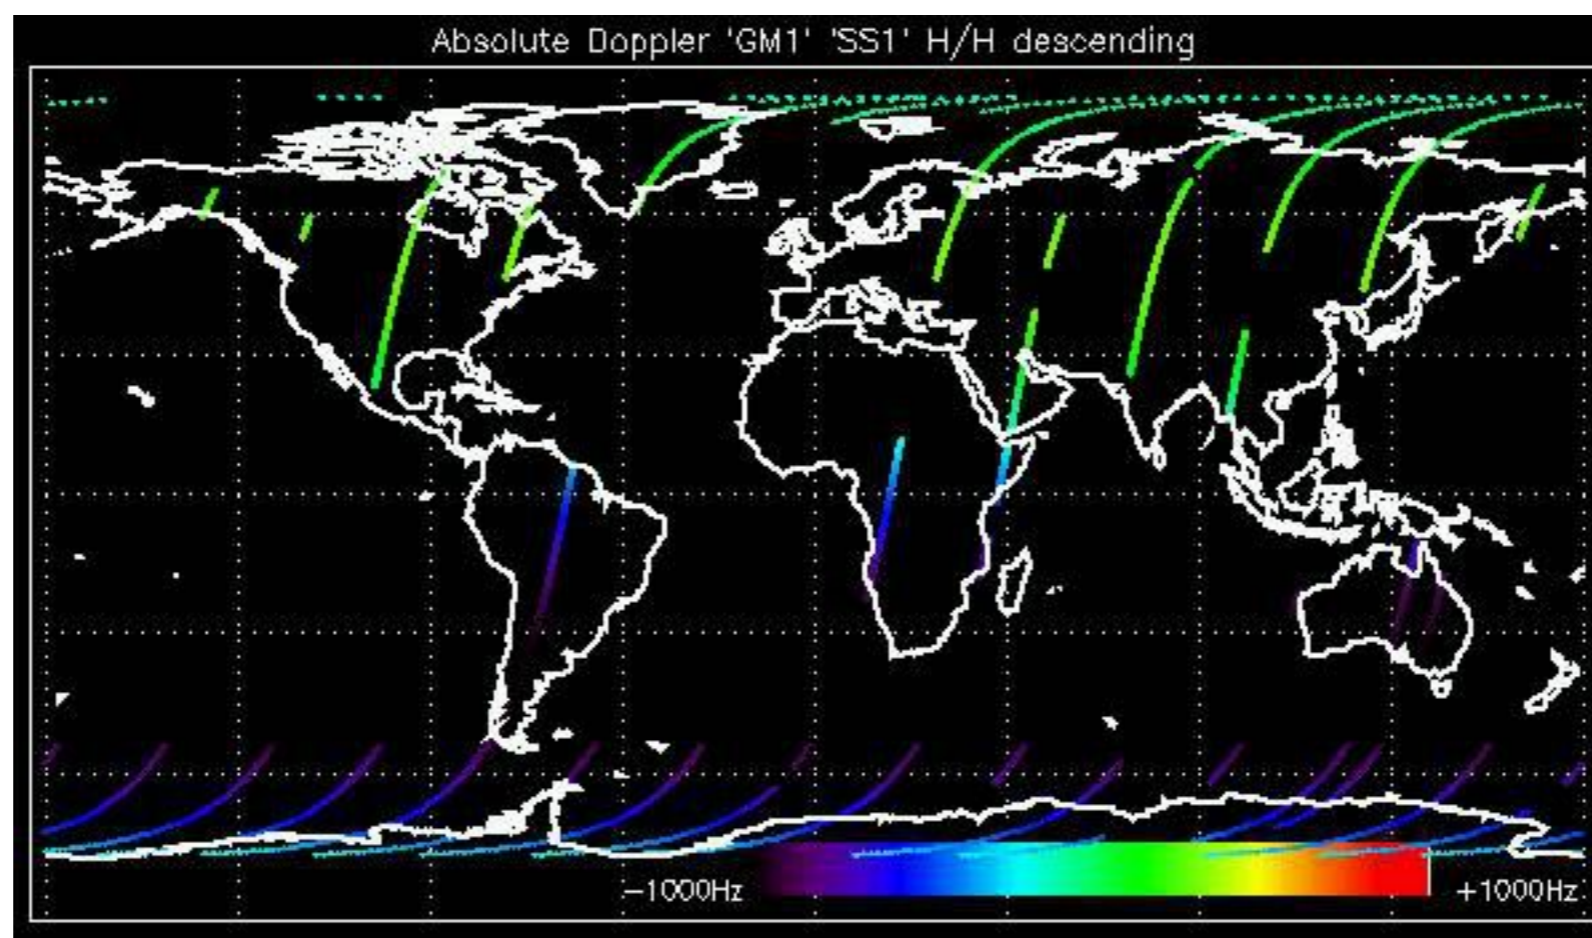 Absolute Doppler 'GM1' 'SS1' H/H descending
-1000Hz +1000Hz